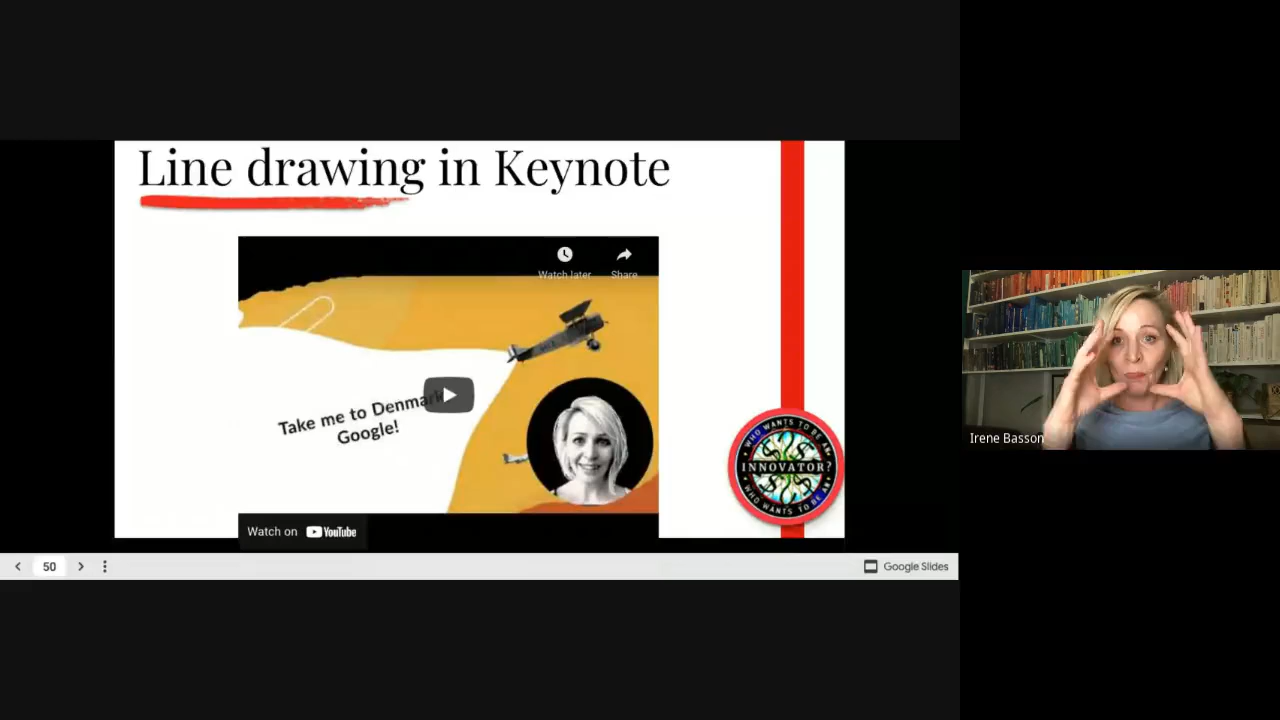 Line drawing in Keynote
Watch later
Share
Take me to Denmark
Google!
WHO WANTS TO BE AN
INNOVATOR?
WHO WANTS TO BE AN
Watch on YouTube
50
Google Slides
Irene Basson